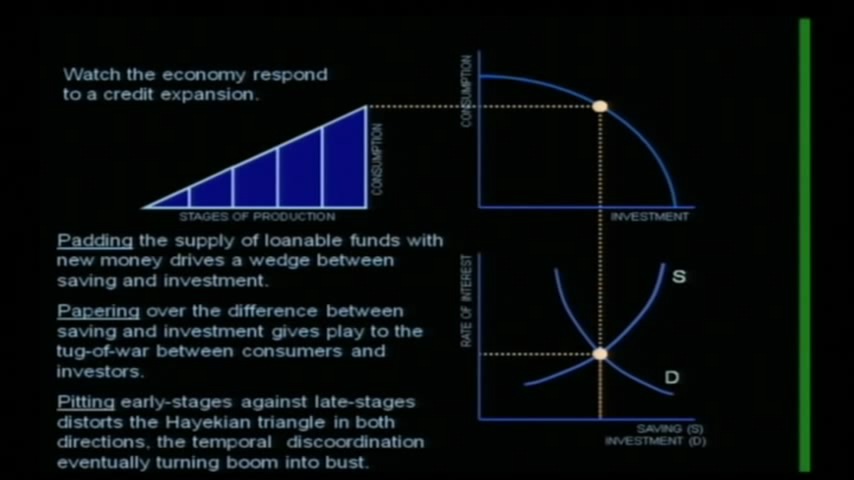 Watch the economy respond
to a credit expansion.
CONSUMPTION
STAGES OF PRODUCTION
CONSUMPTION
INVESTMENT
Padding the supply of loanable funds with
new money drives a wedge between
saving and investment.
Papering over the difference between
saving and investment gives play to the
tug-of-war between consumers and
investors.
Pitting early-stages against late-stages
distorts the Hayekian triangle in both
directions, the temporal discoordination
eventually turning boom into bust.
RATE OF INTEREST
S
D
SAVING (S)
INVESTMENT (D)